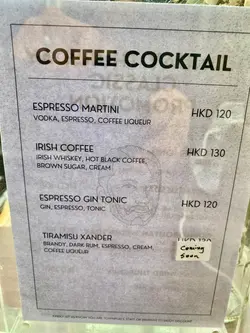 COFFEE COCKTAIL
ESPRESSO MARTINI HKD 120
VODKA, ESPRESSO, COFFEE LIQUEUR
IRISH COFFEE HKD 130
IRISH WHISKEY, HOT BLACK COFFEE,
BROWN SUGAR, CREAM
ESPRESSO GIN TONIC HKD 120
GIN, ESPRESSO, TONIC
TIRAMISU XANDER
BRANDY, DARK RUM, ESPRESSO, CREAM,
COFFEE LIQUEUR
Coming
Soon